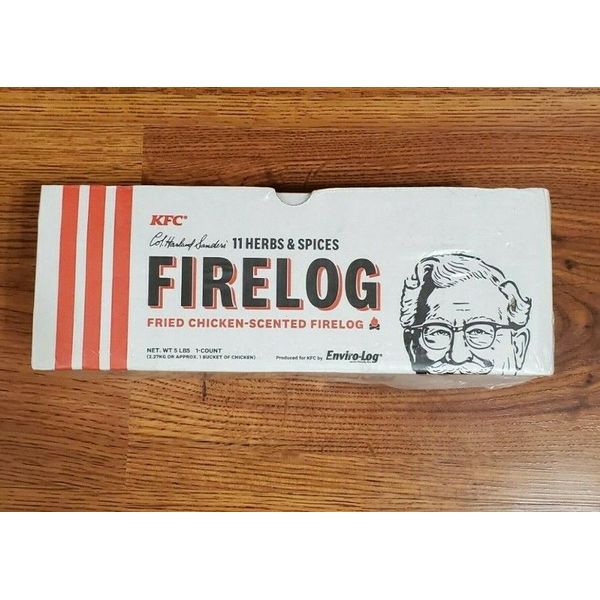 KFC®
Col. Harland Sanders' 11 HERBS & SPICES
FIRELOG
FRIED CHICKEN-SCENTED FIRELOG
NET. WT 5 LBS 1-COUNT
(2.27KG OR APPROX. 1 BUCKET OF CHICKEN)
Produced for KFC by Enviro-Log®